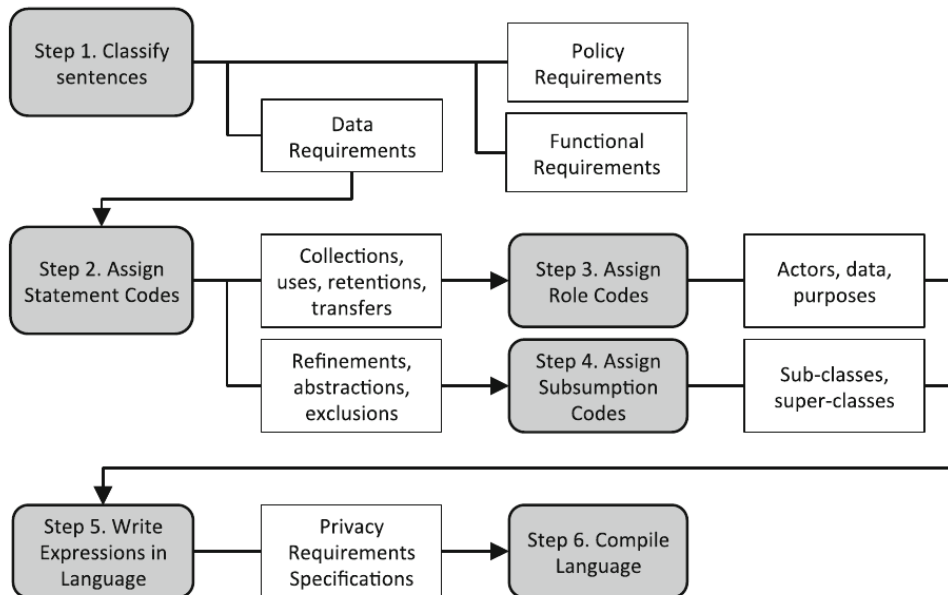 Step 1. Classify
sentences
Policy
Requirements
Data
Requirements
Functional
Requirements
Step 2. Assign
Statement Codes
Collections,
uses, retentions,
transfers
Step 3. Assign
Role Codes
Actors, data,
purposes
Refinements,
abstractions,
exclusions
Step 4. Assign
Subsumption
Codes
Sub-classes,
super-classes
Step 5. Write
Expressions in
Language
Privacy
Requirements
Specifications
Step 6. Compile
Language